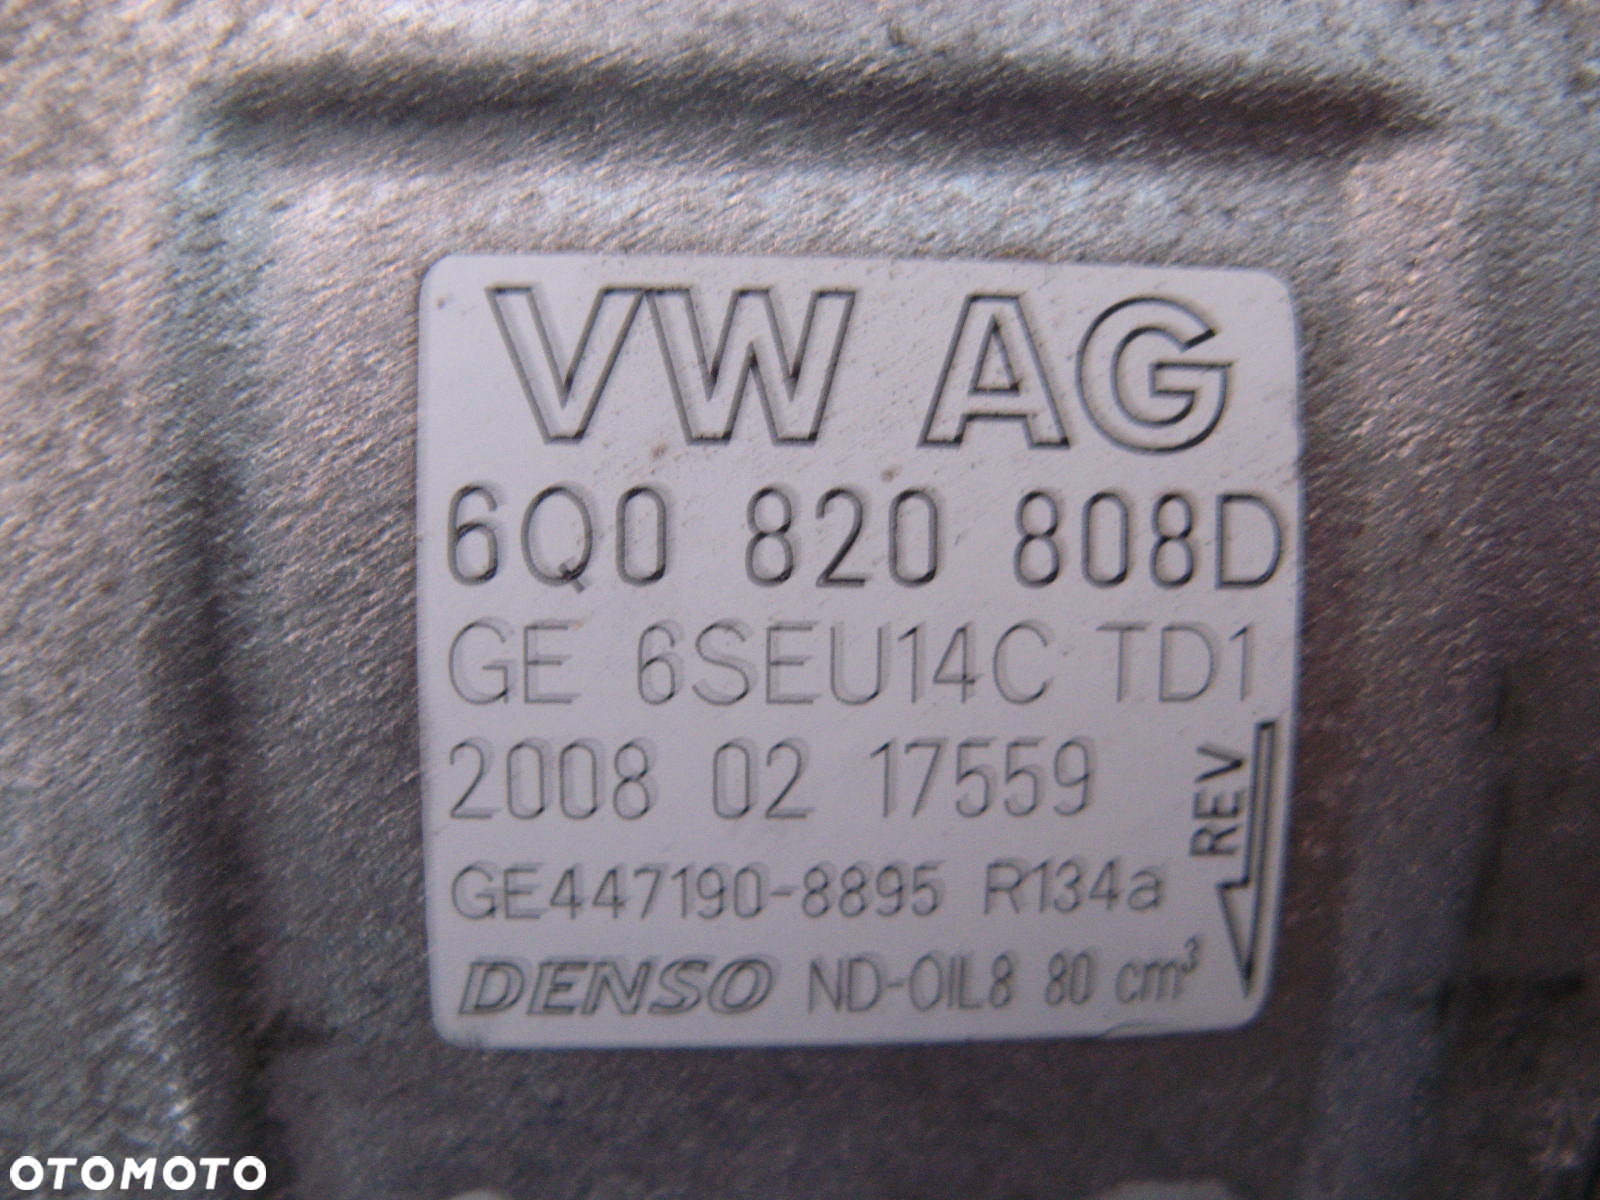 VW AG
6Q0 820 808D
GE 6SEU14C TD1
2008 02 17559
REV
GE447190-8895 R134a
DENSO ND-OIL8 80 cm³
OTOMOTO